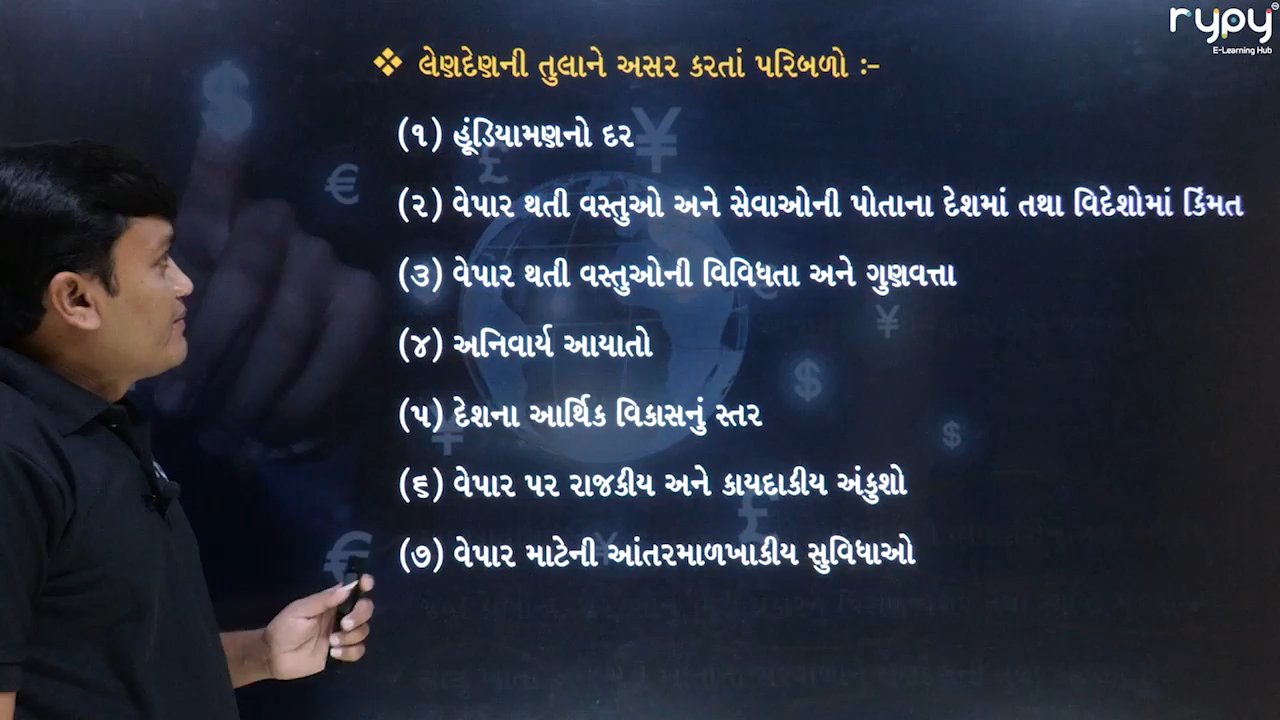 rypy
E-Learning Hub
❖ લેણદેણની તુલાને અસર કરતાં પરિબળો :-
(૧) હૂંડિયામણનો દર
(૨) વેપાર થતી વસ્તુઓ અને સેવાઓની પોતાના દેશમાં તથા વિદેશોમાં કિંમત
(૩) વેપાર થતી વસ્તુઓની વિવિધતા અને ગુણવત્તા
(૪) અનિવાર્ય આયાતો
(૫) દેશના આર્થિક વિકાસનું સ્તર
(૬) વેપાર પર રાજકીય અને કાયદાકીય અંકુશો
(૭) વેપાર માટેની આંતરમાળખાકીય સુવિધાઓ